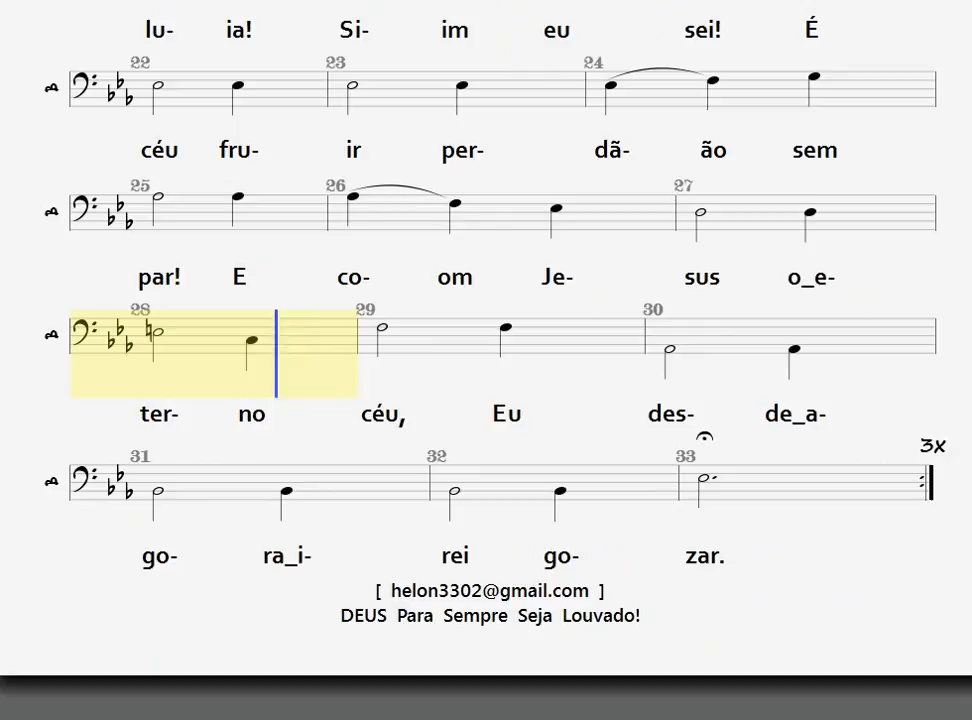 lu- ia! Si- im eu sei! É
22 23 24
céu fru- ir per- dã- ão sem
25 26 27
par! E co- om Je- sus o_e-
28 29 30
ter- no céu, Eu des- de_a-
3x
31 32 33
go- ra_i- rei go- zar.
[ helon3302@gmail.com ]
DEUS Para Sempre Seja Louvado!